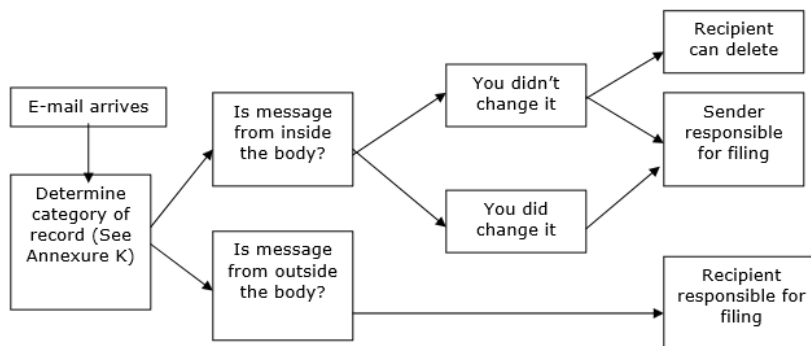 E-mail arrives
Determine
category of
record (See
Annexure K)
Is message
from inside
the body?
Is message
from outside
the body?
You didn’t
change it
You did
change it
Recipient
can delete
Sender
responsible
for filing
Recipient
responsible for
filing